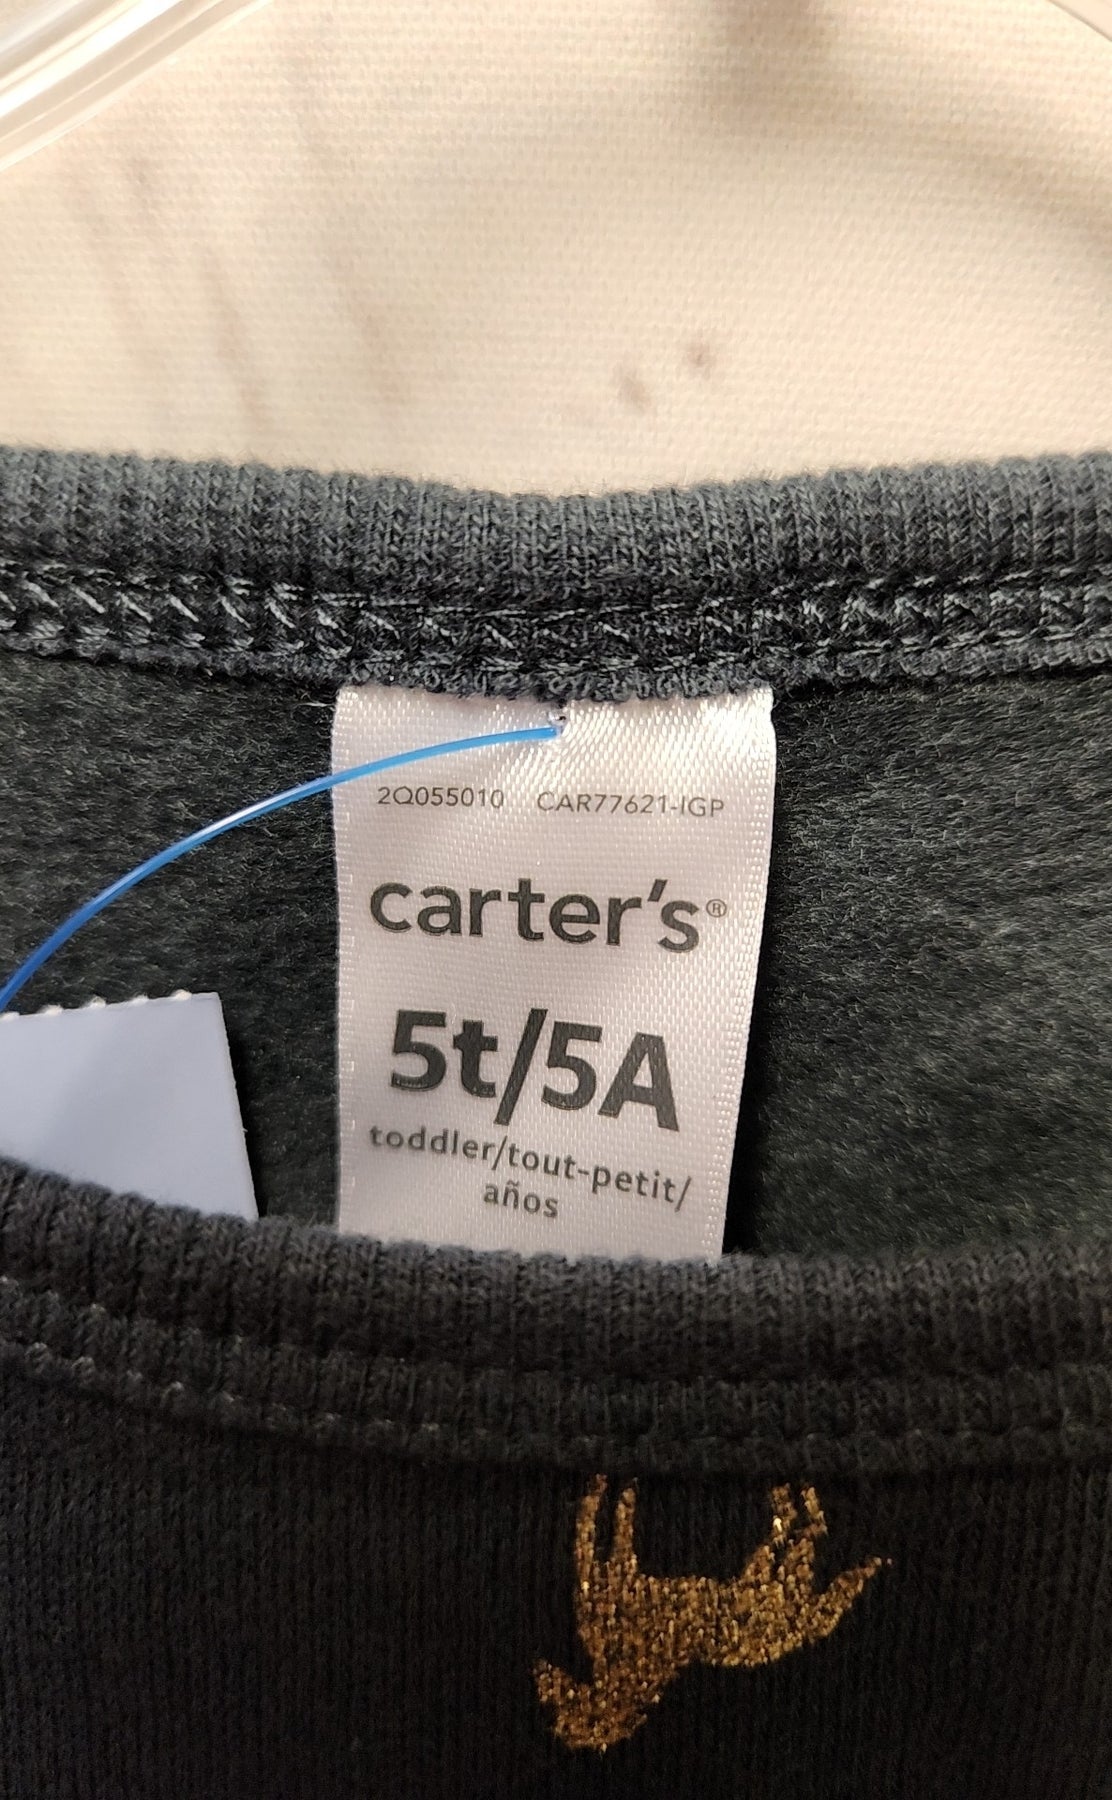 2Q055010 CAR77621-IGP
carter's®
5t/5A
toddler/tout-petit/
años